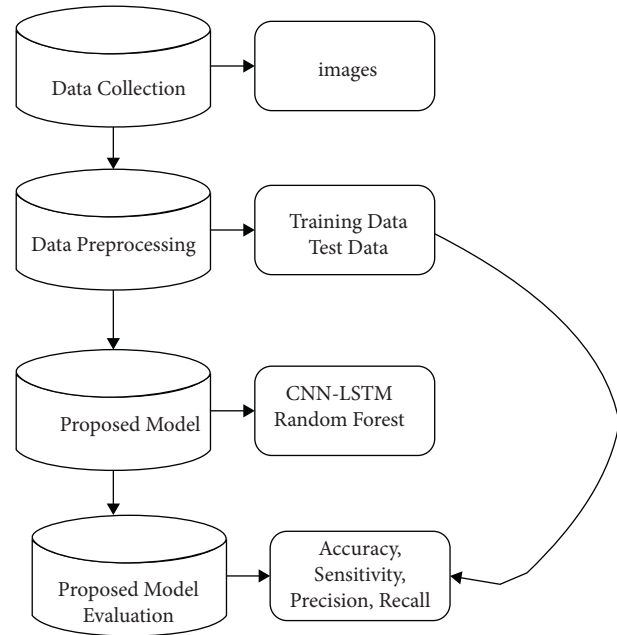 Data Collection
images
Data Preprocessing
Training Data
Test Data
Proposed Model
CNN-LSTM
Random Forest
Proposed Model
Evaluation
Accuracy,
Sensitivity,
Precision, Recall